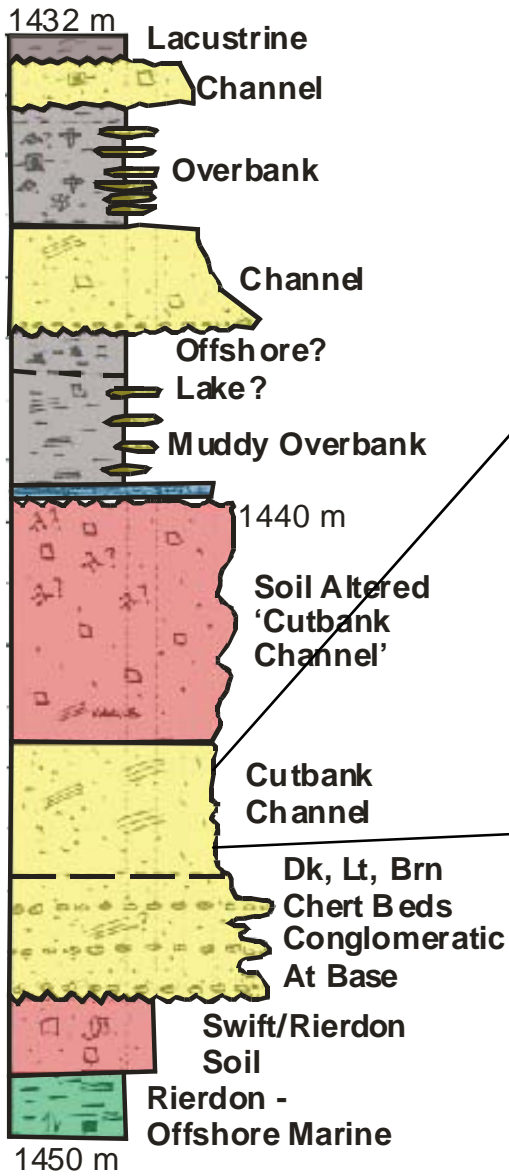 1432 m
Lacustrine
Channel
Overbank
Channel
Offshore?
Lake?
Muddy Overbank
1440 m
Soil Altered
‘Cutbank
Channel’
Cutbank
Channel
Dk, Lt, Brn
Chert Beds
Conglomeratic
At Base
Swift/Rierdon
Soil
Rierdon -
Offshore Marine
1450 m